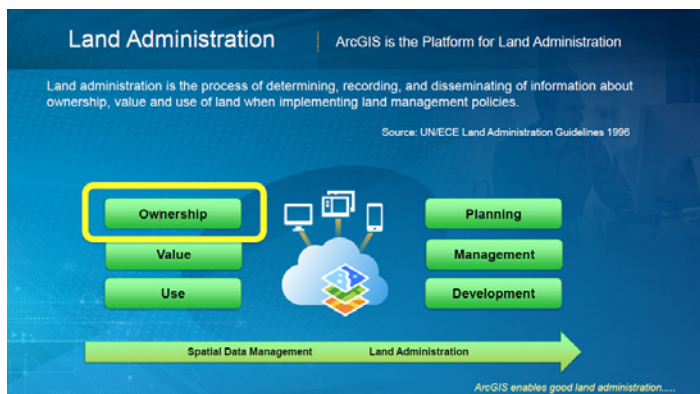 Land Administration
ArcGIS is the Platform for Land Administration
Land administration is the process of determining, recording, and disseminating of information about
ownership, value and use of land when implementing land management policies.
Source: UN/ECE Land Administration Guidelines 1996
Ownership
Value
Use
Planning
Management
Development
Spatial Data Management
Land Administration
ArcGIS enables good land administration.....